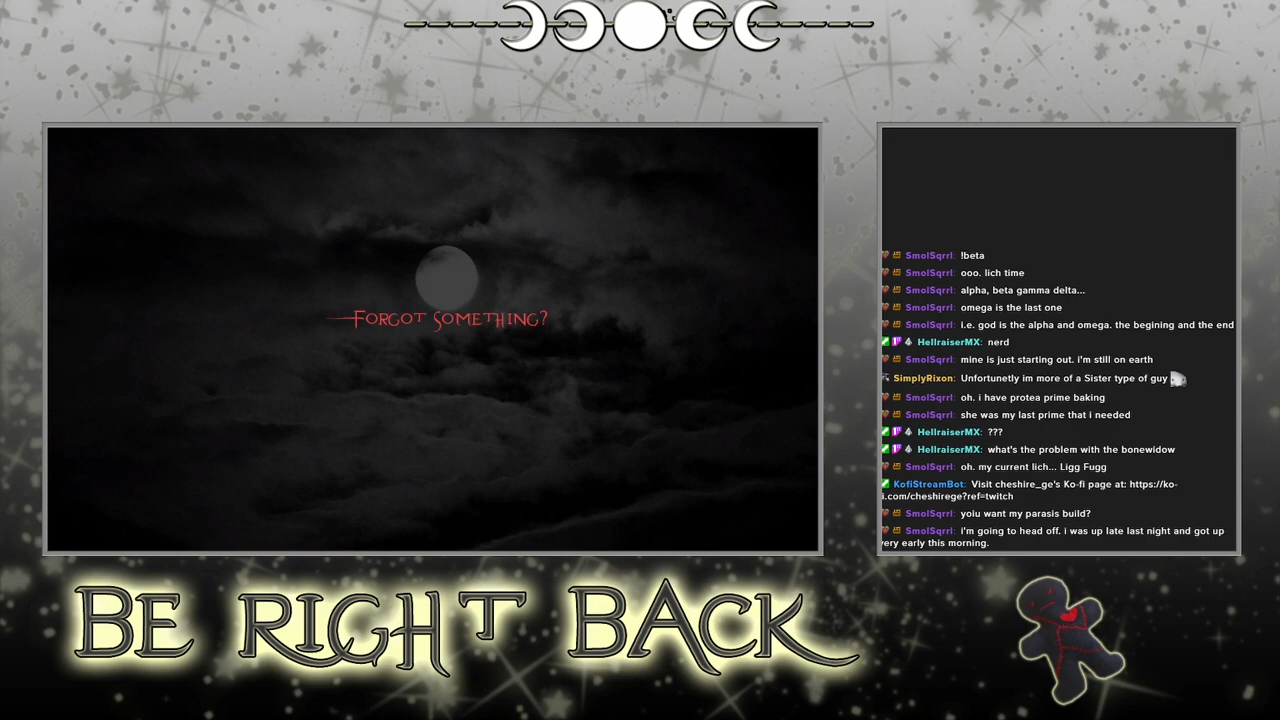 FORGOT SOMETHING?
SmolSqrrl: !beta
SmolSqrrl: ooo. lich time
SmolSqrrl: alpha, beta gamma delta...
SmolSqrrl: omega is the last one
SmolSqrrl: i.e. god is the alpha and omega. the begining and the end
HellraiserMX: nerd
SmolSqrrl: mine is just starting out. i'm still on earth
SimplyRixon: Unfortunetly im more of a Sister type of guy
SmolSqrrl: oh. i have protea prime baking
SmolSqrrl: she was my last prime that i needed
HellraiserMX: ???
HellraiserMX: what's the problem with the bonewidow
SmolSqrrl: oh. my current lich... Ligg Fugg
KofiStreamBot: Visit cheshire_ge's Ko-fi page at: https://ko-
i.com/cheshirege?ref=twitch
SmolSqrrl: yoiu want my parasis build?
SmolSqrrl: i'm going to head off. i was up late last night and got up
very early this morning.
BE RIGHT BACK